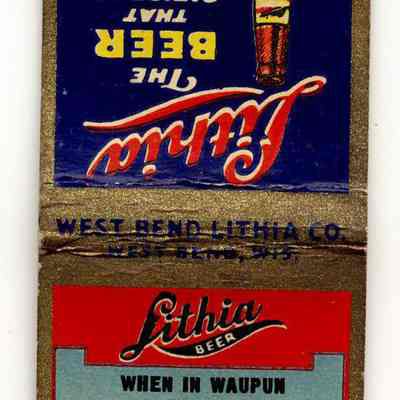 Lithia
THE
BEER
THAT
WEST BEND LITHIA CO.
WEST BEND, WIS.
Lithia
BEER
WHEN IN WAUPUN